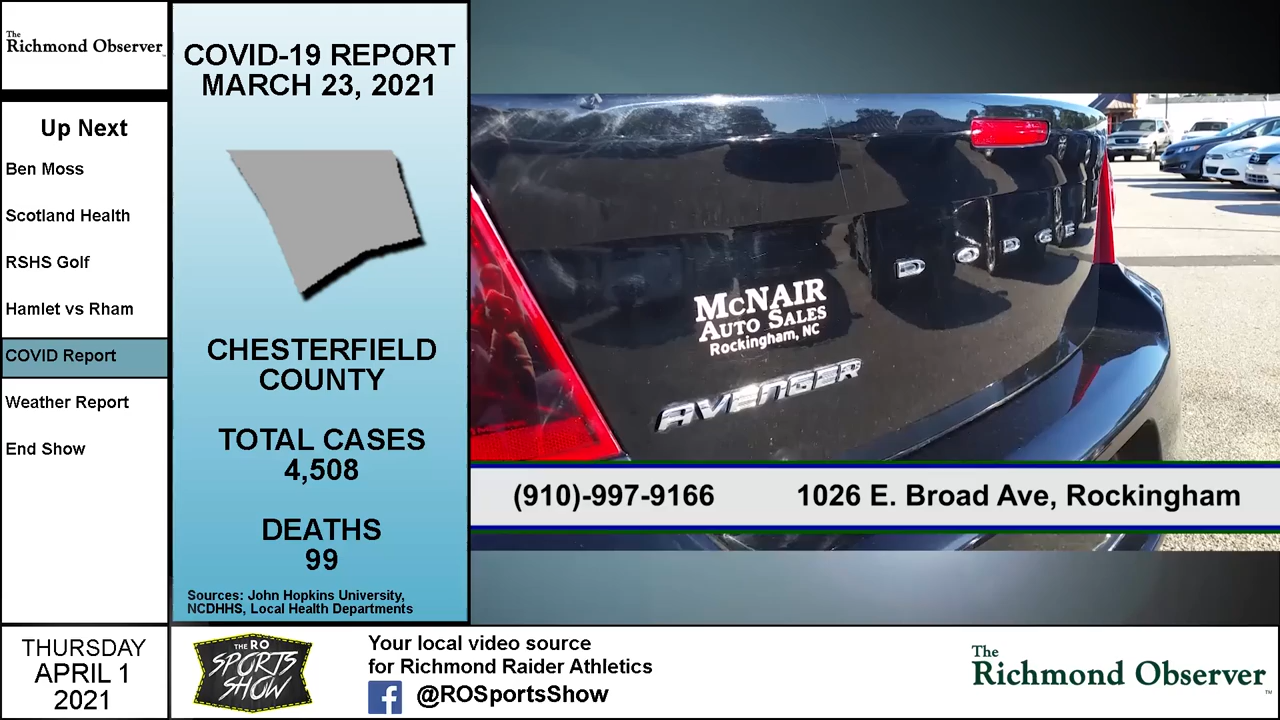 The
Richmond Observer
Up Next
Ben Moss
Scotland Health
RSHS Golf
Hamlet vs Rham
COVID Report
Weather Report
End Show
THURSDAY
APRIL 1
2021
COVID-19 REPORT
MARCH 23, 2021
CHESTERFIELD
COUNTY
TOTAL CASES
4,508
DEATHS
99
Sources: John Hopkins University,
NCDHHS, Local Health Departments
DODGE
McNAIR
AUTO SALES
Rockingham, NC
AVENGER
(910)-997-9166
1026 E. Broad Ave, Rockingham
THE RO
SPORTS
SHOW
Your local video source
for Richmond Raider Athletics
@ROSportsShow
The
Richmond Observer